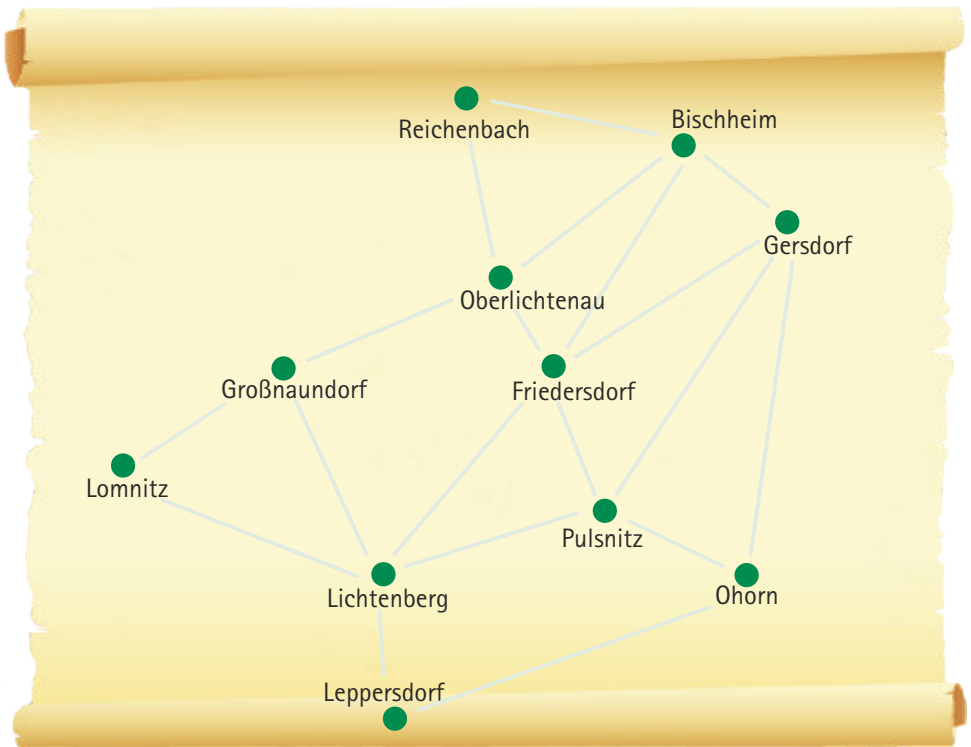 Bischheim
Reichenbach
Gersdorf
Oberlichtenau
Großnaundorf
Friedersdorf
Lomnitz
Pulsnitz
Lichtenberg
Ohorn
Leppersdorf